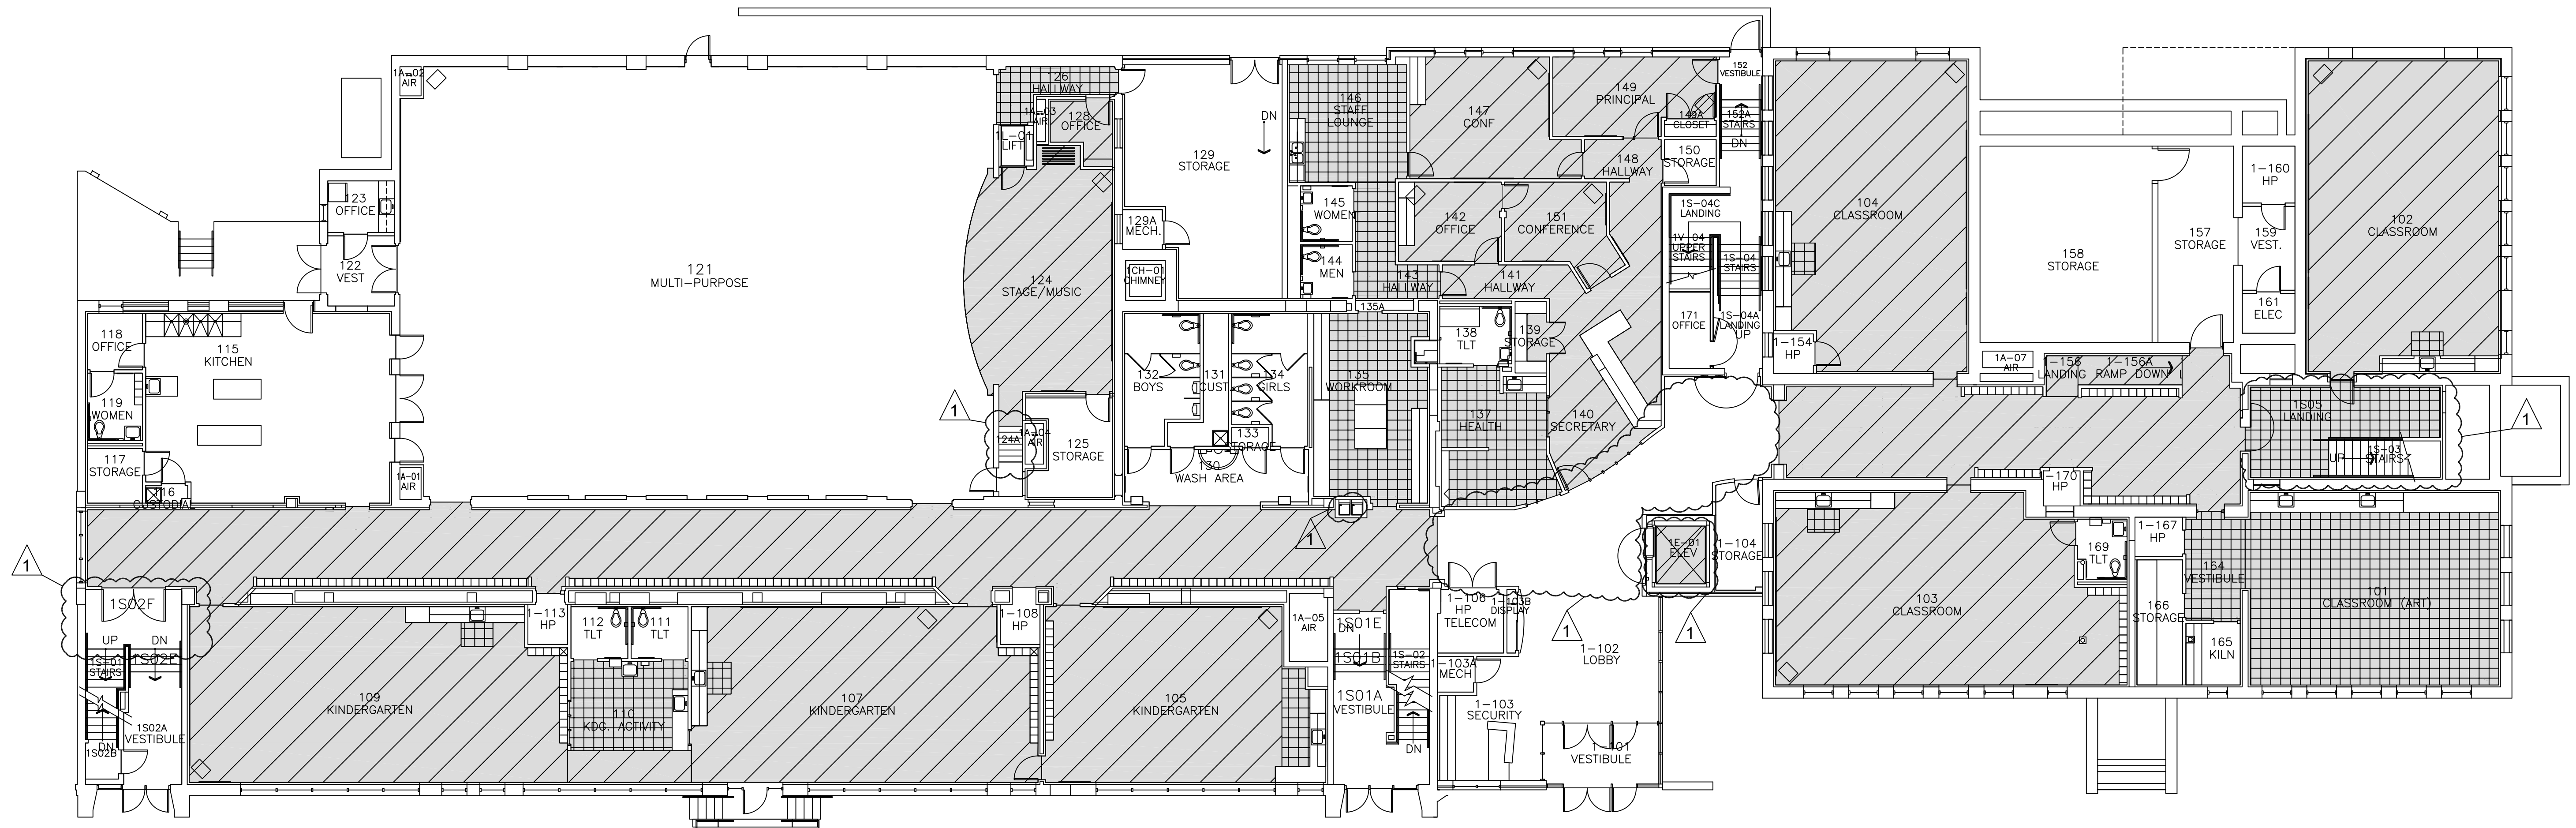 1A-02
AIR
126
HALLWAY
1A-03
AIR
128
OFFICE
1L-01
LIFT
129
STORAGE
DN
146
STAFF
LOUNGE
147
CONF
149
PRINCIPAL
152
VESTIBULE
149A
CLOSET
152A
STAIRS
DN
148
HALLWAY
150
STORAGE
104
CLASSROOM
158
STORAGE
157
STORAGE
1-160
HP
159
VEST.
161
ELEC
102
CLASSROOM
123
OFFICE
122
VEST
121
MULTI-PURPOSE
124
STAGE/MUSIC
129A
MECH.
1CH-01
CHIMNEY
145
WOMEN
144
MEN
142
OFFICE
151
CONFERENCE
143
HALLWAY
141
HALLWAY
1S-04C
LANDING
1V-04
UPPER
STAIRS
1S-04
STAIRS
171
OFFICE
1S-04A
LANDING
UP
1-154
HP
1A-07
AIR
1-156
LANDING
1-156A
RAMP DOWN
118
OFFICE
115
KITCHEN
119
WOMEN
117
STORAGE
116
CUSTODIAL
1A-01
AIR
1
124A
1A-04
AIR
125
STORAGE
132
BOYS
131
CUST.
134
GIRLS
133
STORAGE
130
WASH AREA
135A
135
WORKROOM
138
TLT
139
STORAGE
137
HEALTH
140
SECRETARY
1S05
LANDING
UP
1S-03
STAIRS
1
1
1-170
HP
1E-01
ELEV
1-104
STORAGE
1
1S02F
UP
DN
1S-01
STAIRS
1S02E
1S02A
VESTIBULE
DN
1S02B
109
KINDERGARTEN
1-113
HP
112
TLT
111
TLT
110
KDG. ACTIVITY
107
KINDERGARTEN
1-108
HP
105
KINDERGARTEN
1A-05
AIR
1S01E
DN
1S01B
1S-02
STAIRS
1S01A
VESTIBULE
DN
1-106
HP
TELECOM
1-103B
DISPLAY
1-103A
MECH
1-103
SECURITY
1
1-102
LOBBY
1
1-101
VESTIBULE
103
CLASSROOM
169
TLT
1-167
HP
164
VESTIBULE
166
STORAGE
165
KILN
101
CLASSROOM (ART)